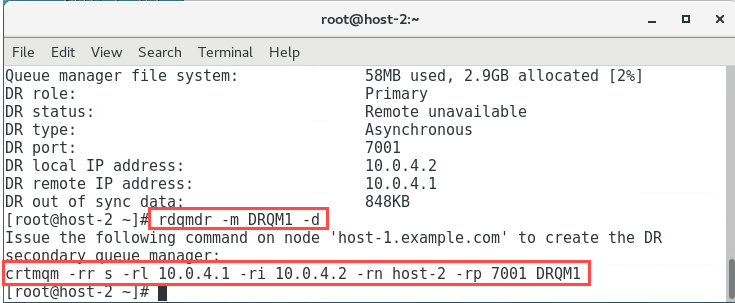 root@host-2:~
File Edit View Search Terminal Help
Queue manager file system: 58MB used, 2.9GB allocated [2%]
DR role: Primary
DR status: Remote unavailable
DR type: Asynchronous
DR port: 7001
DR local IP address: 10.0.4.2
DR remote IP address: 10.0.4.1
DR out of sync data: 848KB
[root@host-2 ~]# rdqmdr -m DRQM1 -d
Issue the following command on node 'host-1.example.com' to create the DR
secondary queue manager:
crtmqm -rr s -rl 10.0.4.1 -ri 10.0.4.2 -rn host-2 -rp 7001 DRQM1
[root@host-2 ~]#